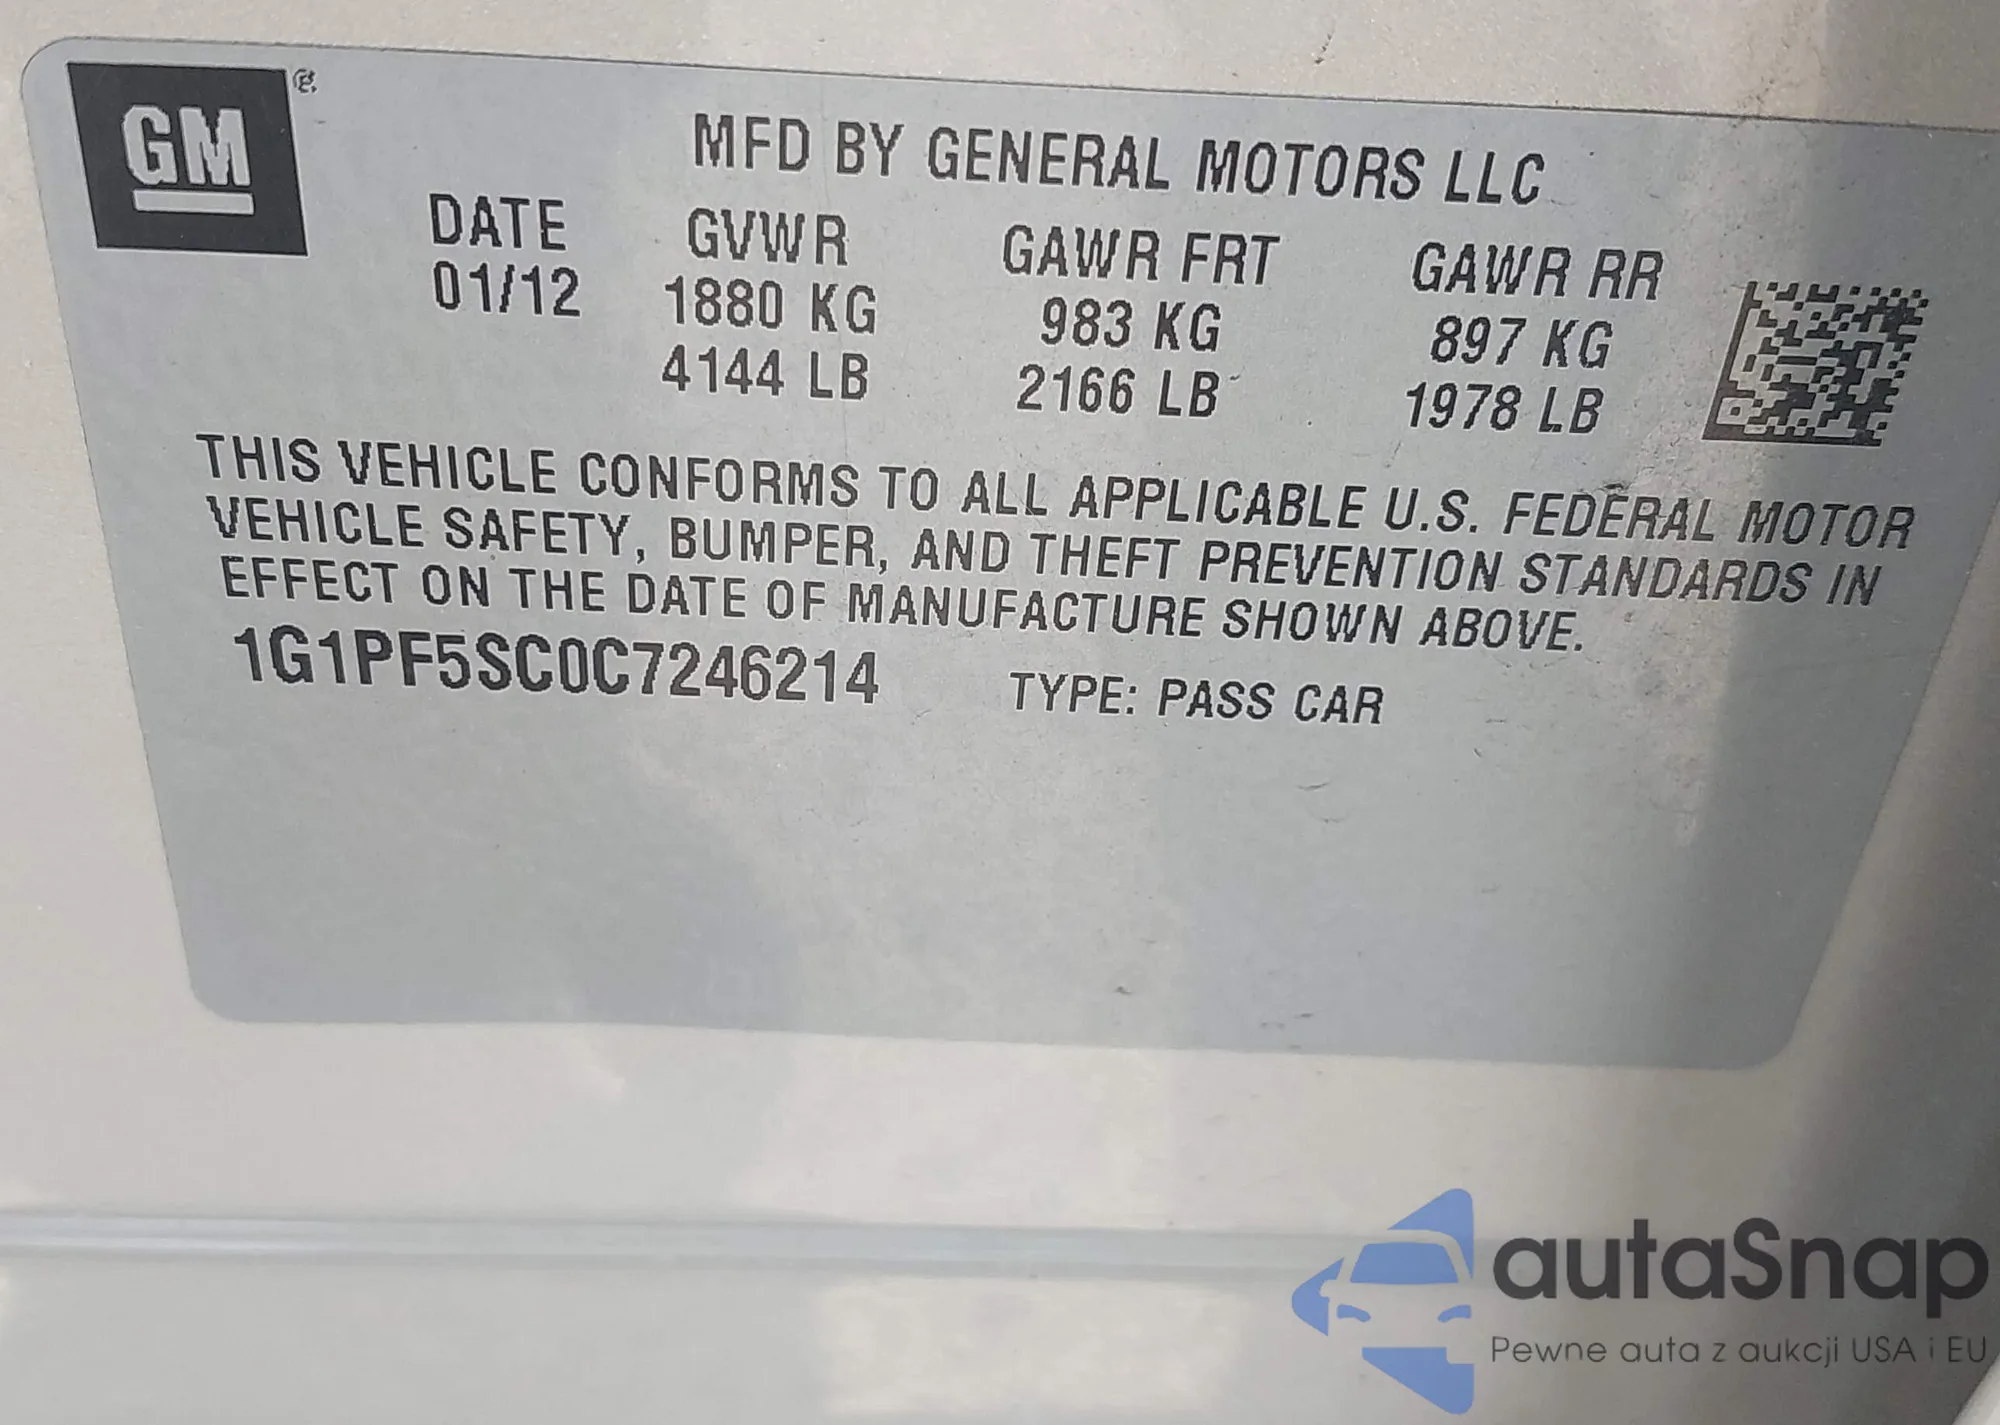 GM ®
MFD BY GENERAL MOTORS LLC
DATE GVWR GAWR FRT GAWR RR
01/12 1880 KG 983 KG 897 KG
4144 LB 2166 LB 1978 LB
THIS VEHICLE CONFORMS TO ALL APPLICABLE U.S. FEDERAL MOTOR
VEHICLE SAFETY, BUMPER, AND THEFT PREVENTION STANDARDS IN
EFFECT ON THE DATE OF MANUFACTURE SHOWN ABOVE.
1G1PF5SC0C7246214 TYPE: PASS CAR
autaSnap
Pewne auta z aukcji USA i EU